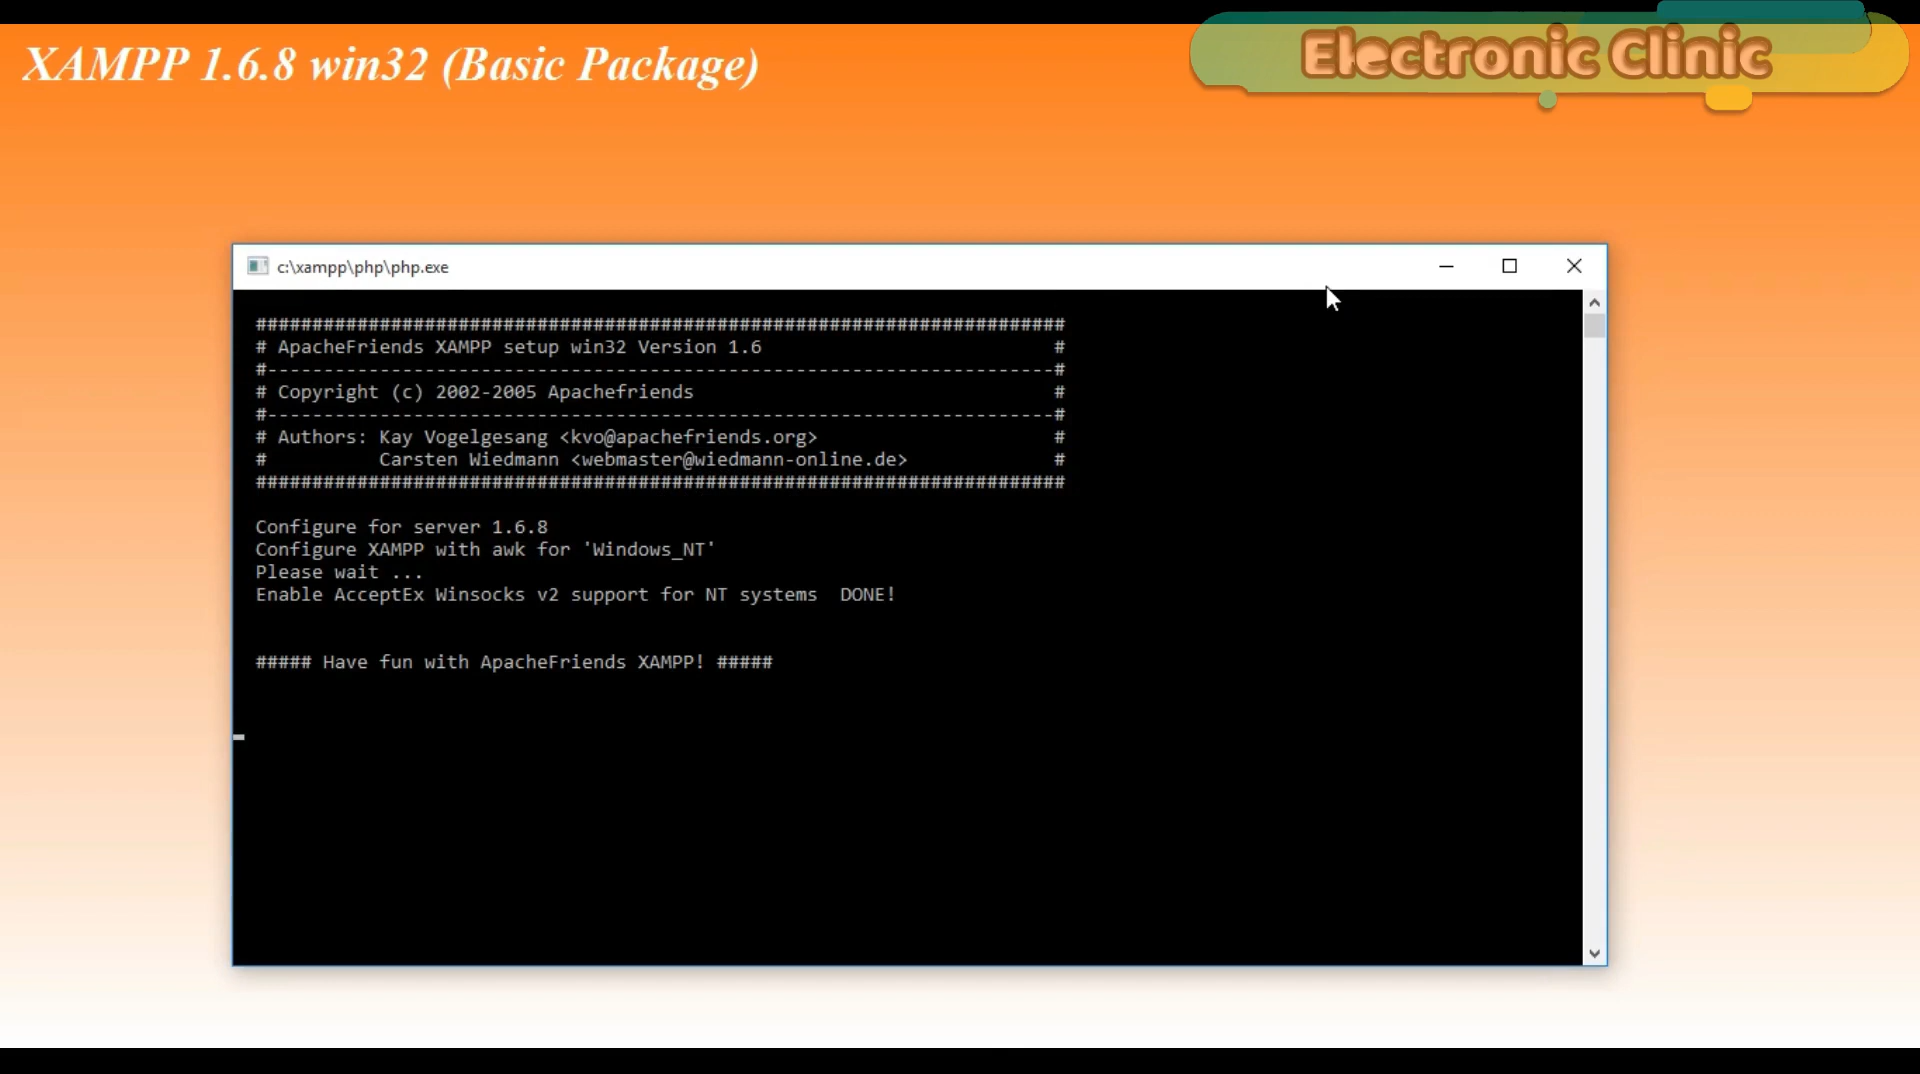 XAMPP 1.6.8 win32 (Basic Package)
Electronic Clinic
c:\xampp\php\php.exe
########################################################################
# ApacheFriends XAMPP setup win32 Version 1.6                          #
#----------------------------------------------------------------------#
# Copyright (c) 2002-2005 Apachefriends                                #
#----------------------------------------------------------------------#
# Authors: Kay Vogelgesang <kvo@apachefriends.org>                     #
#          Carsten Wiedmann <webmaster@wiedmann-online.de>             #
########################################################################
Configure for server 1.6.8
Configure XAMPP with awk for 'Windows_NT'
Please wait ...
Enable AcceptEx Winsocks v2 support for NT systems  DONE!
##### Have fun with ApacheFriends XAMPP! #####